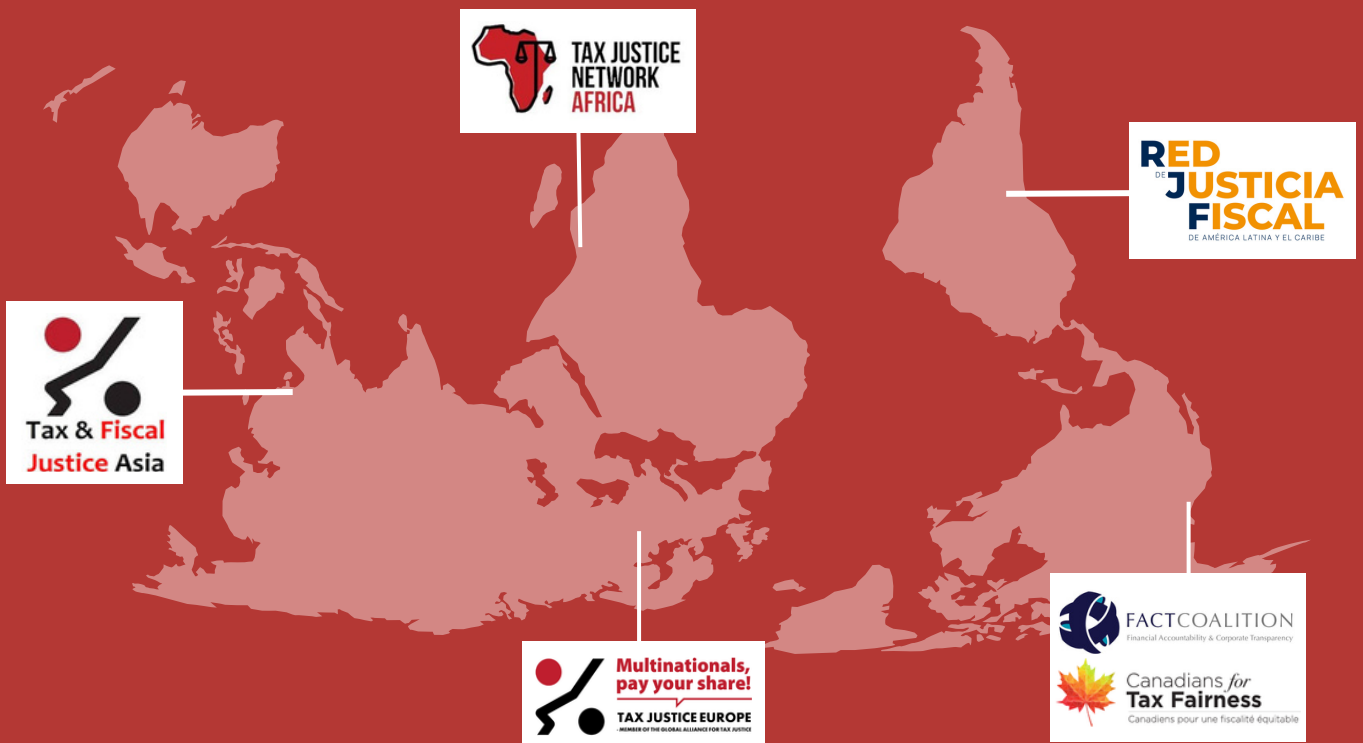 TAX JUSTICE
NETWORK
AFRICA
RED
DE
JUSTICIA
FISCAL
DE AMÉRICA LATINA Y EL CARIBE
Tax & Fiscal
Justice Asia
Multinationals,
pay your share!
TAX JUSTICE EUROPE
- MEMBER OF THE GLOBAL ALLIANCE FOR TAX JUSTICE
FACTCOALITION
Financial Accountability & Corporate Transparency
Canadians for
Tax Fairness
Canadiens pour une fiscalité équitable